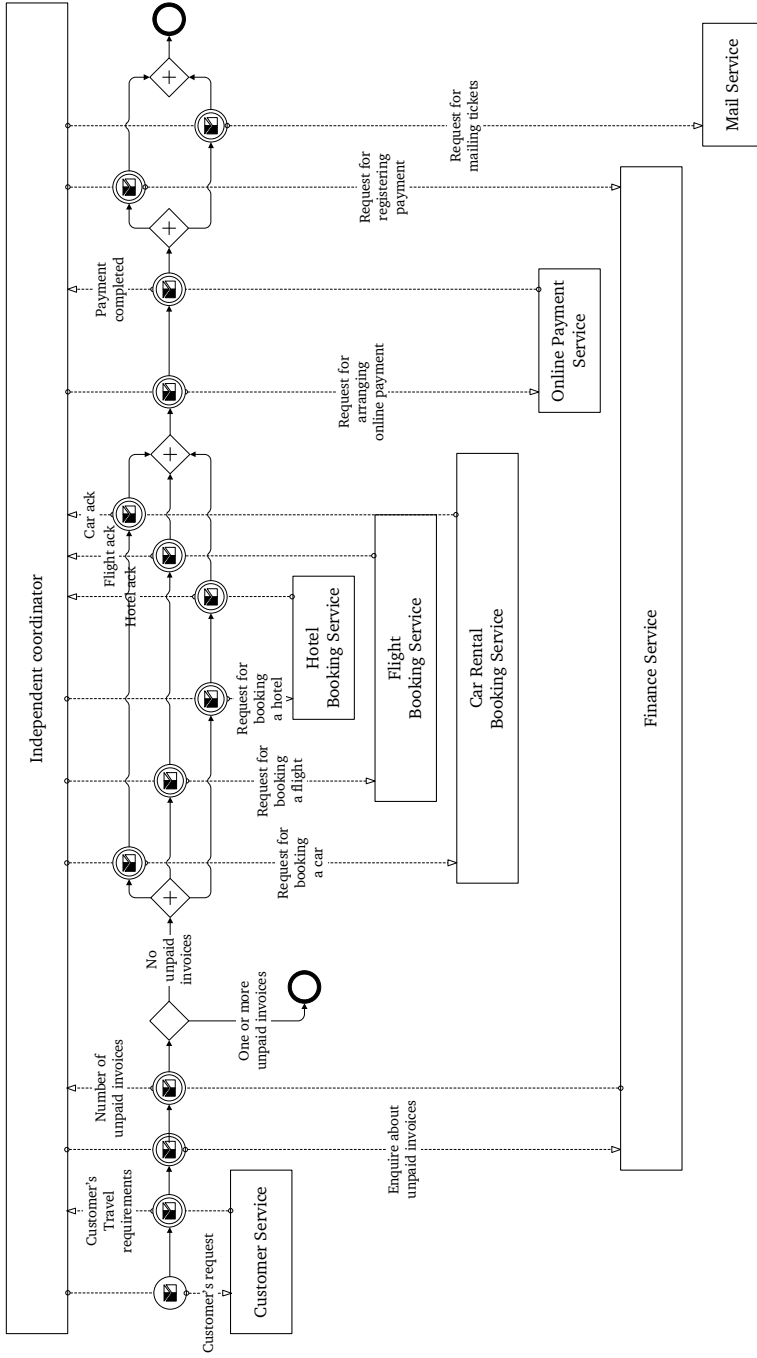 Independent coordinator
Customer's request
Customer Service
Customer's
Travel
requirements
Enquire about
unpaid invoices
Number of
unpaid invoices
One or more
unpaid invoices
No
unpaid
invoices
Request for
booking
a car
Request for
booking
a flight
Request for
booking
a hotel
Hotel
Booking Service
Flight
Booking Service
Car Rental
Booking Service
Finance Service
Hotel ack
Flight ack
Car ack
Request for
arranging
online payment
Online Payment
Service
Payment
completed
Request for
registering
payment
Request for
mailing tickets
Mail Service